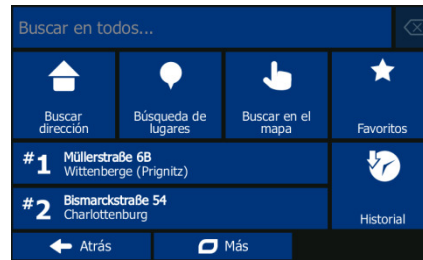 Buscar en todos...
Buscar
dirección
Búsqueda de
lugares
Buscar en el
mapa
Favoritos
#1 Müllerstraße 6B
Wittenberge (Prignitz)
#2 Bismarckstraße 54
Charlottenburg
Historial
Atrás
Más